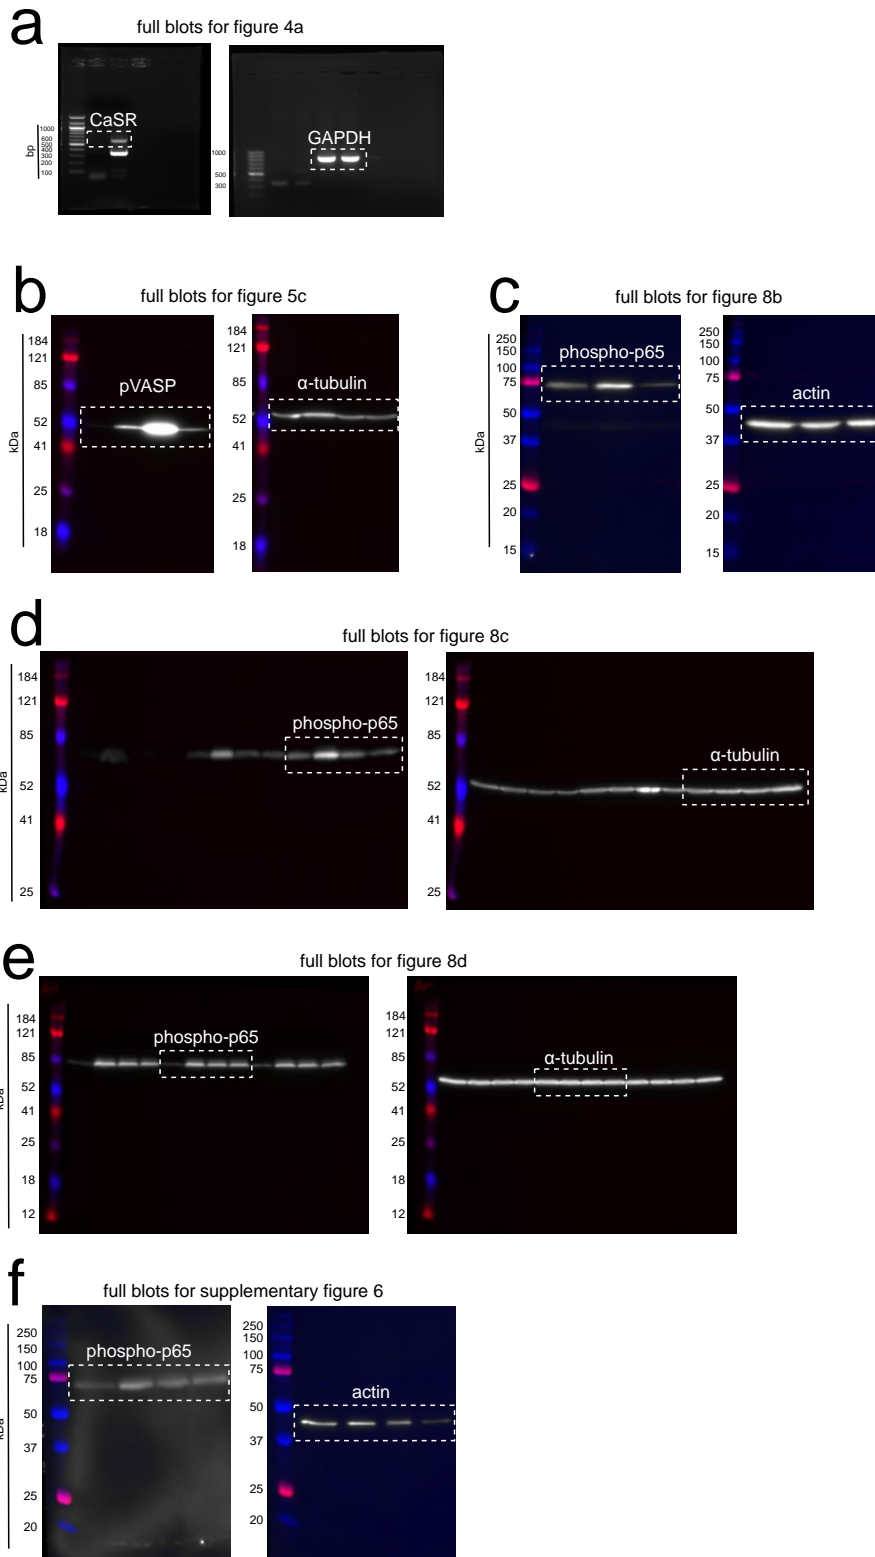 a
full blots for figure 4a
CaSR
GAPDH
bp
1000
600
500
400
300
200
100
1000
500
300
b
full blots for figure 5c
kDa
184
121
85
52
41
25
18
pVASP
184
121
85
52
41
25
18
α-tubulin
c
full blots for figure 8b
kDa
250
150
100
75
50
37
25
20
15
phospho-p65
250
150
100
75
50
37
25
20
15
actin
d
full blots for figure 8c
kDa
184
121
85
52
41
25
phospho-p65
184
121
85
52
41
25
α-tubulin
e
full blots for figure 8d
kDa
184
121
85
52
41
25
18
12
phospho-p65
184
121
85
52
41
25
18
12
α-tubulin
f
full blots for supplementary figure 6
kDa
250
150
100
75
50
37
25
20
phospho-p65
250
150
100
75
50
37
25
20
actin